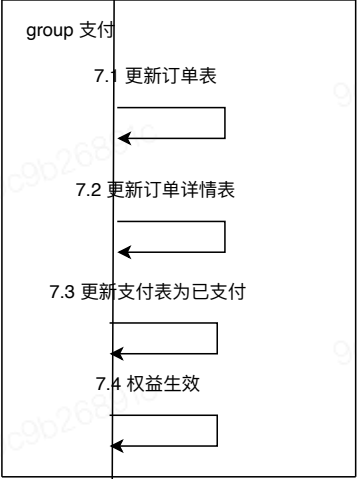 group 支付
7.1 更新订单表
7.2 更新订单详情表
7.3 更新支付表为已支付
7.4 权益生效